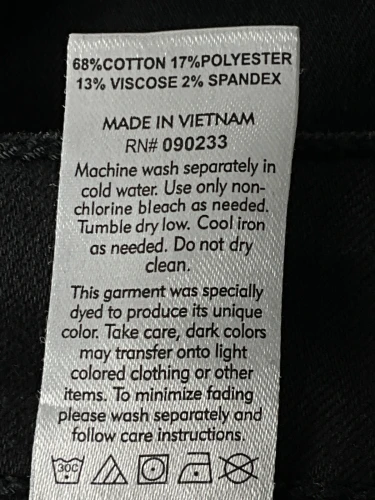 68%COTTON 17%POLYESTER
13% VISCOSE 2% SPANDEX
MADE IN VIETNAM
RN# 090233
Machine wash separately in
cold water. Use only non-
chlorine bleach as needed.
Tumble dry low. Cool iron
as needed. Do not dry
clean.
This garment was specially
dyed to produce its unique
color. Take care, dark colors
may transfer onto light
colored clothing or other
items. To minimize fading
please wash separately and
follow care instructions.
30C